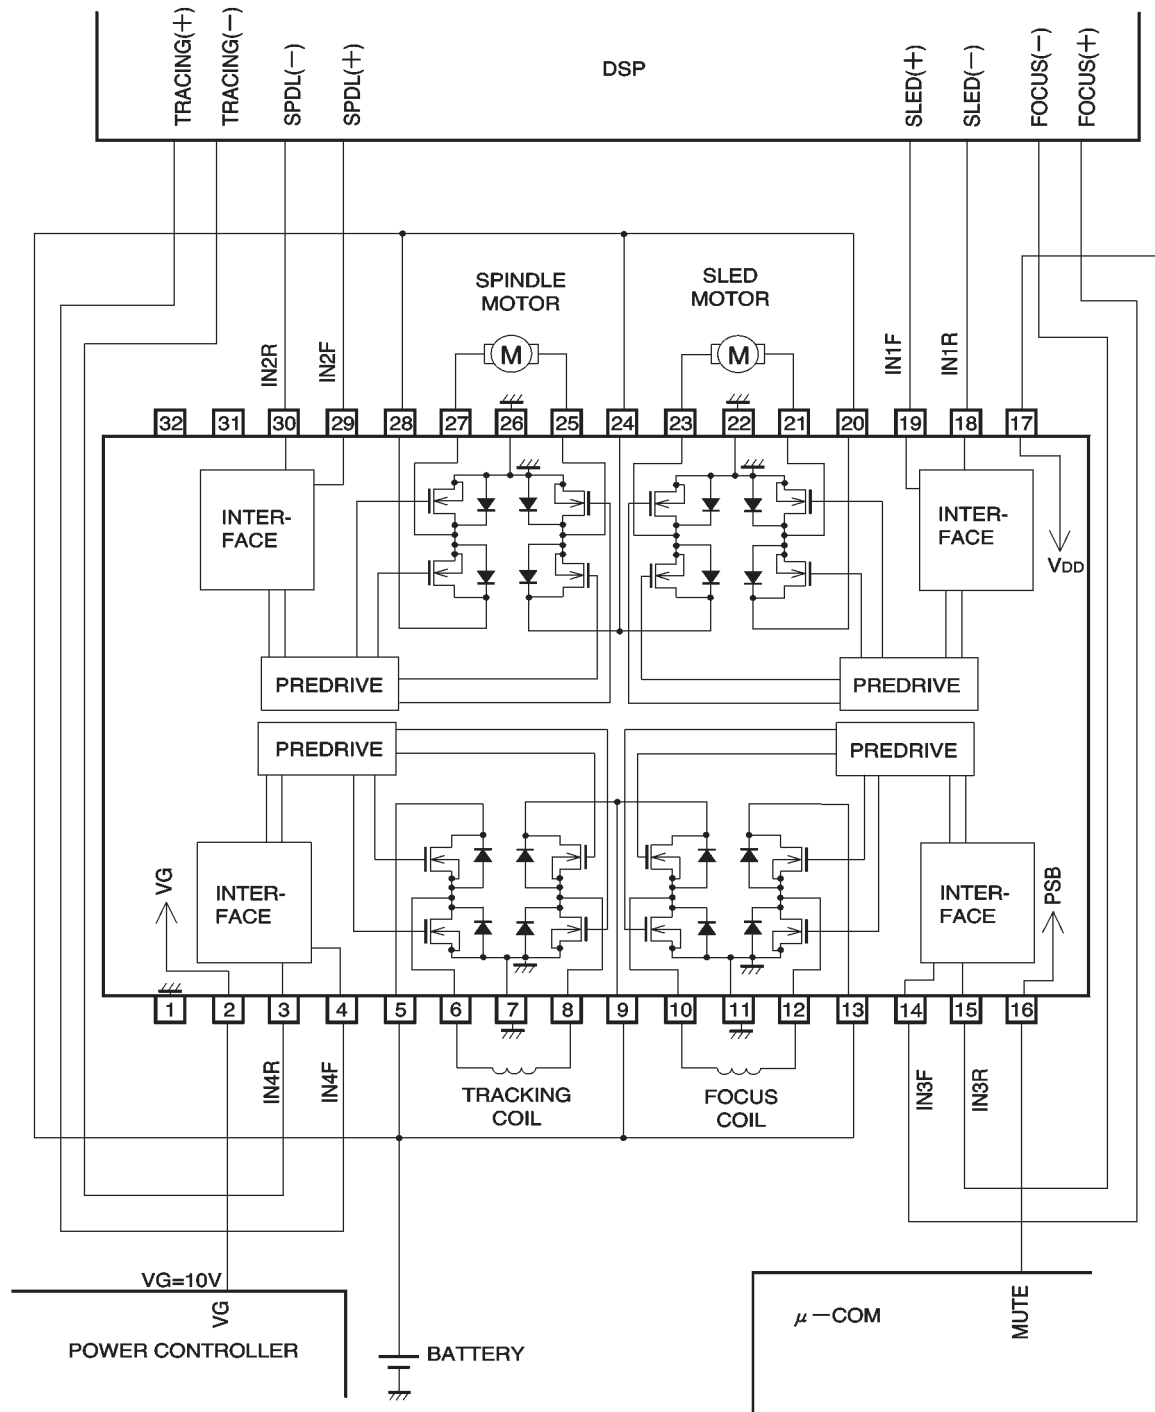 TRACING(+)
TRACING(−)
SPDL(−)
SPDL(+)
DSP
SLED(+)
SLED(−)
FOCUS(−)
FOCUS(+)
SPINDLE
MOTOR
SLED
MOTOR
M
M
IN2R
IN2F
IN1F
IN1R
32 31 30 29 28 27 26 25 24 23 22 21 20 19 18 17
INTER-
FACE
INTER-
FACE
VDD
PREDRIVE
PREDRIVE
PREDRIVE
PREDRIVE
VG
INTER-
FACE
INTER-
FACE
PSB
1 2 3 4 5 6 7 8 9 10 11 12 13 14 15 16
IN4R
IN4F
TRACKING
COIL
FOCUS
COIL
IN3F
IN3R
VG=10V
VG
POWER CONTROLLER
BATTERY
μ−COM
MUTE